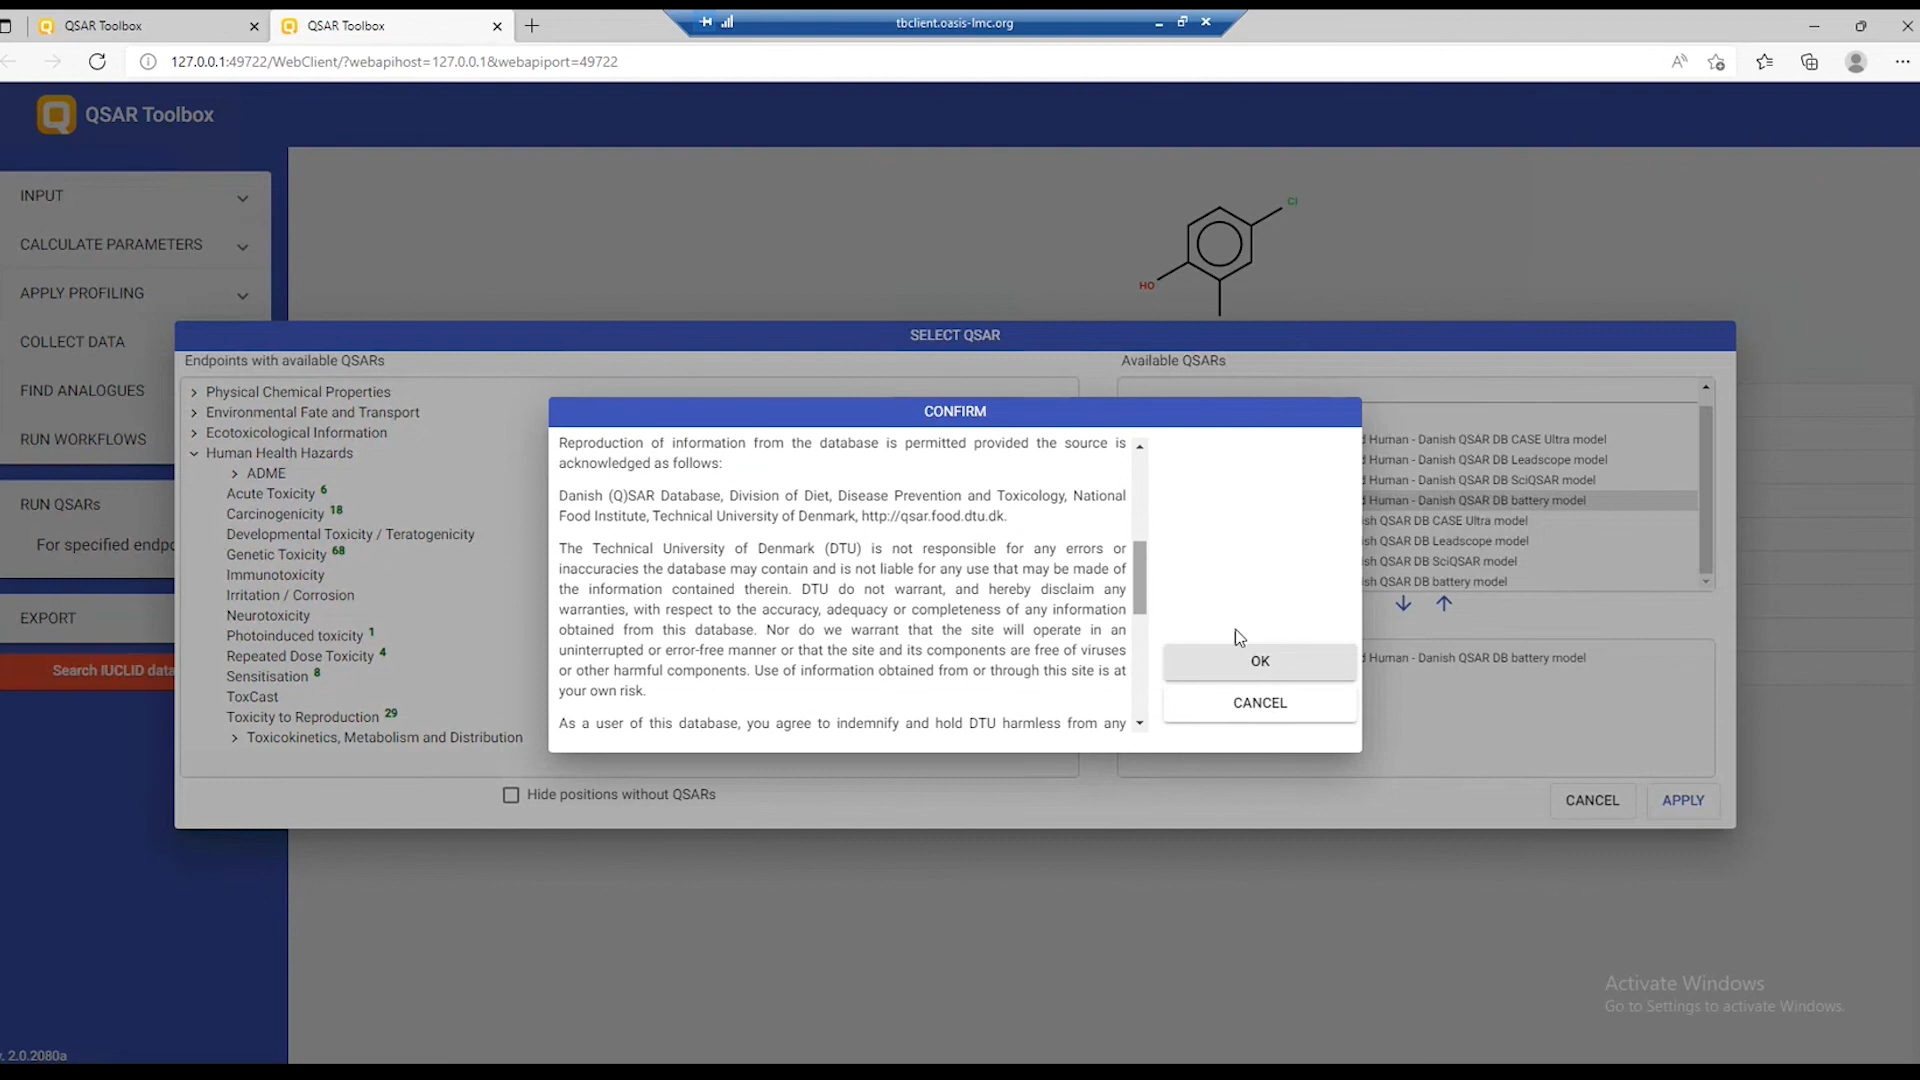 QSAR Toolbox
QSAR Toolbox
tbclient.oasis-lmc.org
127.0.0.1:49722/WebClient/?webapihost=127.0.0.1&webapiport=49722
QSAR Toolbox
INPUT
CALCULATE PARAMETERS
APPLY PROFILING
COLLECT DATA
FIND ANALOGUES
RUN WORKFLOWS
RUN QSARs
For specified endpo
EXPORT
Search IUCLID data
. 2.0.2080a
Cl
HO
SELECT QSAR
Endpoints with available QSARs
Physical Chemical Properties
Environmental Fate and Transport
Ecotoxicological Information
Human Health Hazards
ADME
Acute Toxicity 6
Carcinogenicity 18
Developmental Toxicity / Teratogenicity
Genetic Toxicity 68
Immunotoxicity
Irritation / Corrosion
Neurotoxicity
Photoinduced toxicity 1
Repeated Dose Toxicity 4
Sensitisation 8
ToxCast
Toxicity to Reproduction 29
Toxicokinetics, Metabolism and Distribution
Hide positions without QSARs
CONFIRM
Reproduction of information from the database is permitted provided the source is
acknowledged as follows:
Danish (Q)SAR Database, Division of Diet, Disease Prevention and Toxicology, National
Food Institute, Technical University of Denmark, http://qsar.food.dtu.dk.
The Technical University of Denmark (DTU) is not responsible for any errors or
inaccuracies the database may contain and is not liable for any use that may be made of
the information contained therein. DTU do not warrant, and hereby disclaim any
warranties, with respect to the accuracy, adequacy or completeness of any information
obtained from this database. Nor do we warrant that the site will operate in an
uninterrupted or error-free manner or that the site and its components are free of viruses
or other harmful components. Use of information obtained from or through this site is at
your own risk.
As a user of this database, you agree to indemnify and hold DTU harmless from any
OK
CANCEL
Available QSARs
d Human - Danish QSAR DB CASE Ultra model
d Human - Danish QSAR DB Leadscope model
d Human - Danish QSAR DB SciQSAR model
d Human - Danish QSAR DB battery model
sh QSAR DB CASE Ultra model
sh QSAR DB Leadscope model
sh QSAR DB SciQSAR model
sh QSAR DB battery model
d Human - Danish QSAR DB battery model
CANCEL
APPLY
Activate Windows
Go to Settings to activate Windows.